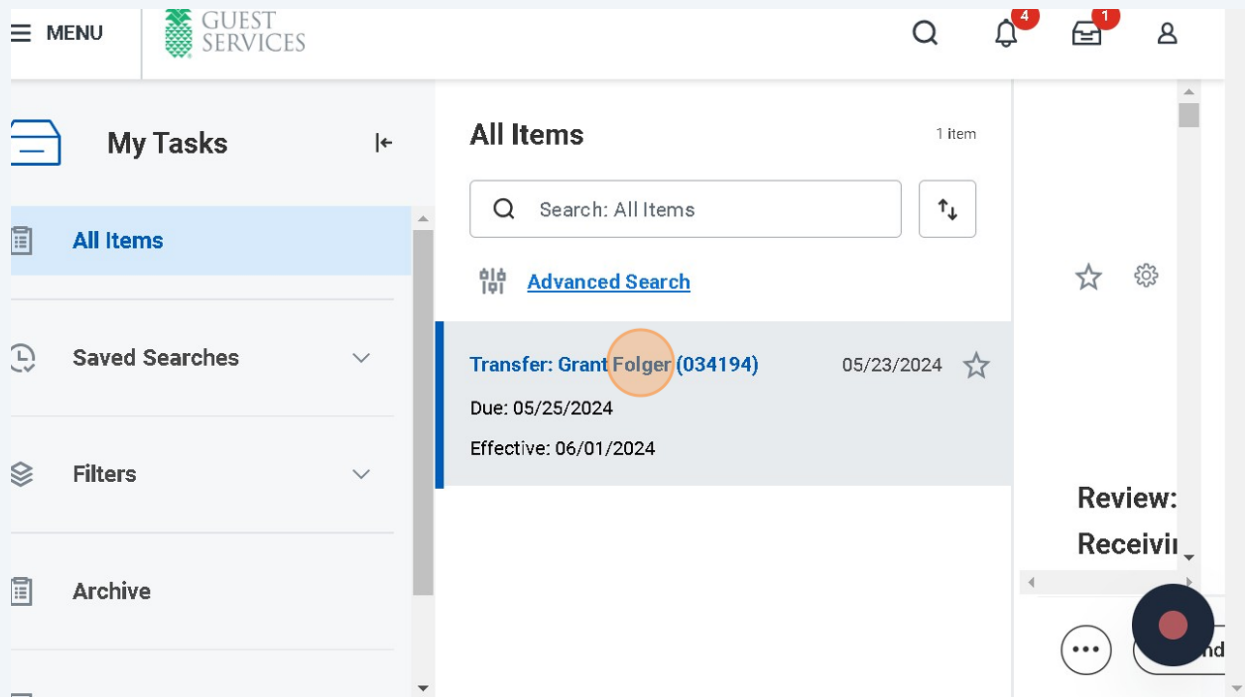 MENU
GUEST
SERVICES
4
1
My Tasks
All Items
Saved Searches
Filters
Archive
All Items
1 item
Search: All Items
Advanced Search
Transfer: Grant Folger (034194)
05/23/2024
Due: 05/25/2024
Effective: 06/01/2024
Review: